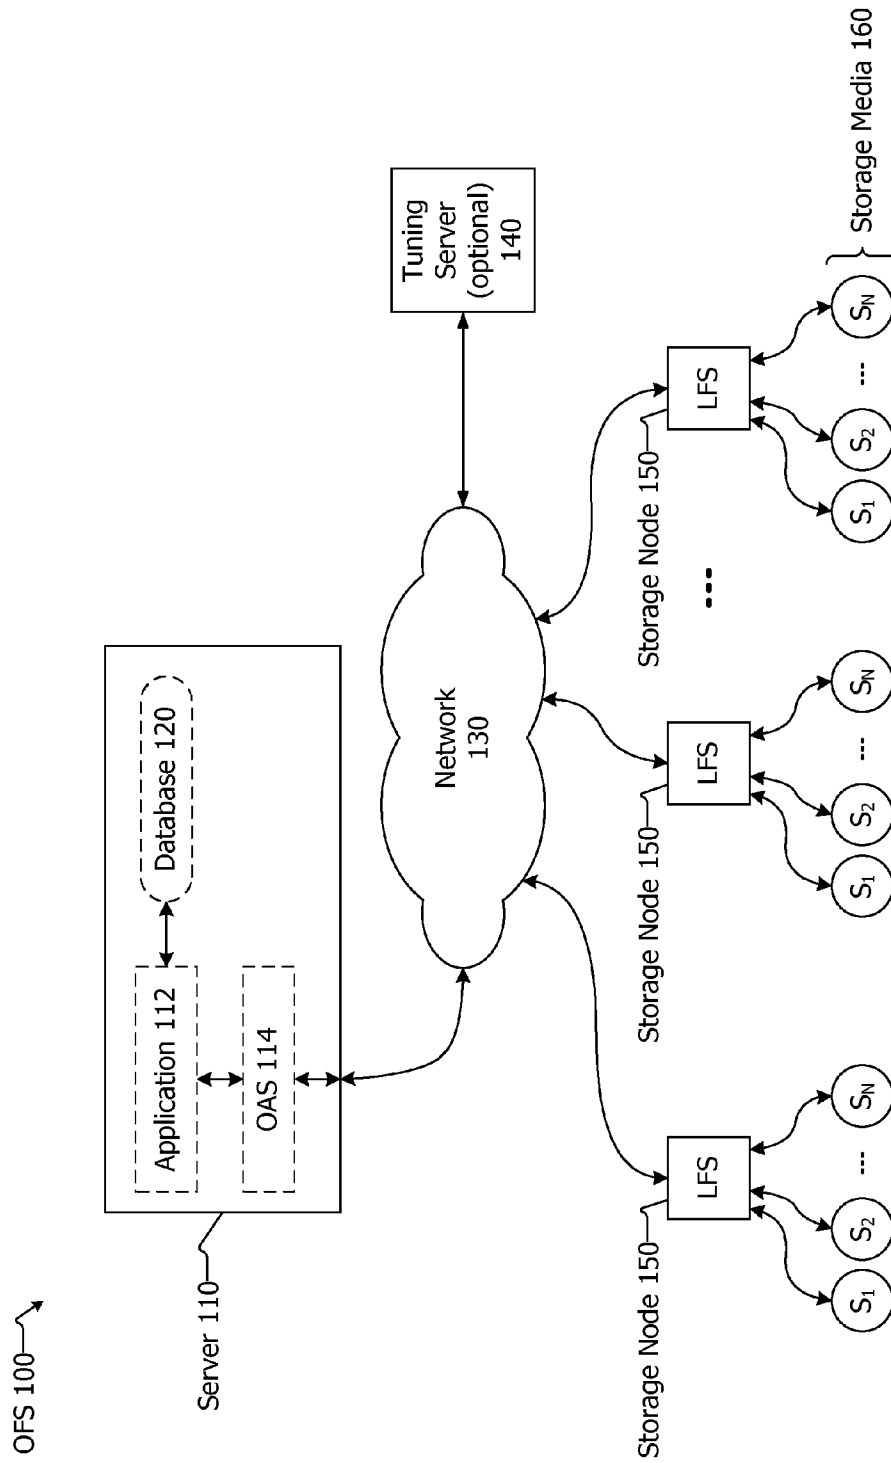 OFS 100
Server 110
Application 112
Database 120
OAS 114
Network
130
Tuning
Server
(optional)
140
Storage Node 150
LFS
S1
S2
---
SN
Storage Node 150
LFS
S1
S2
---
SN
---
Storage Node 150
LFS
S1
S2
---
SN
Storage Media 160